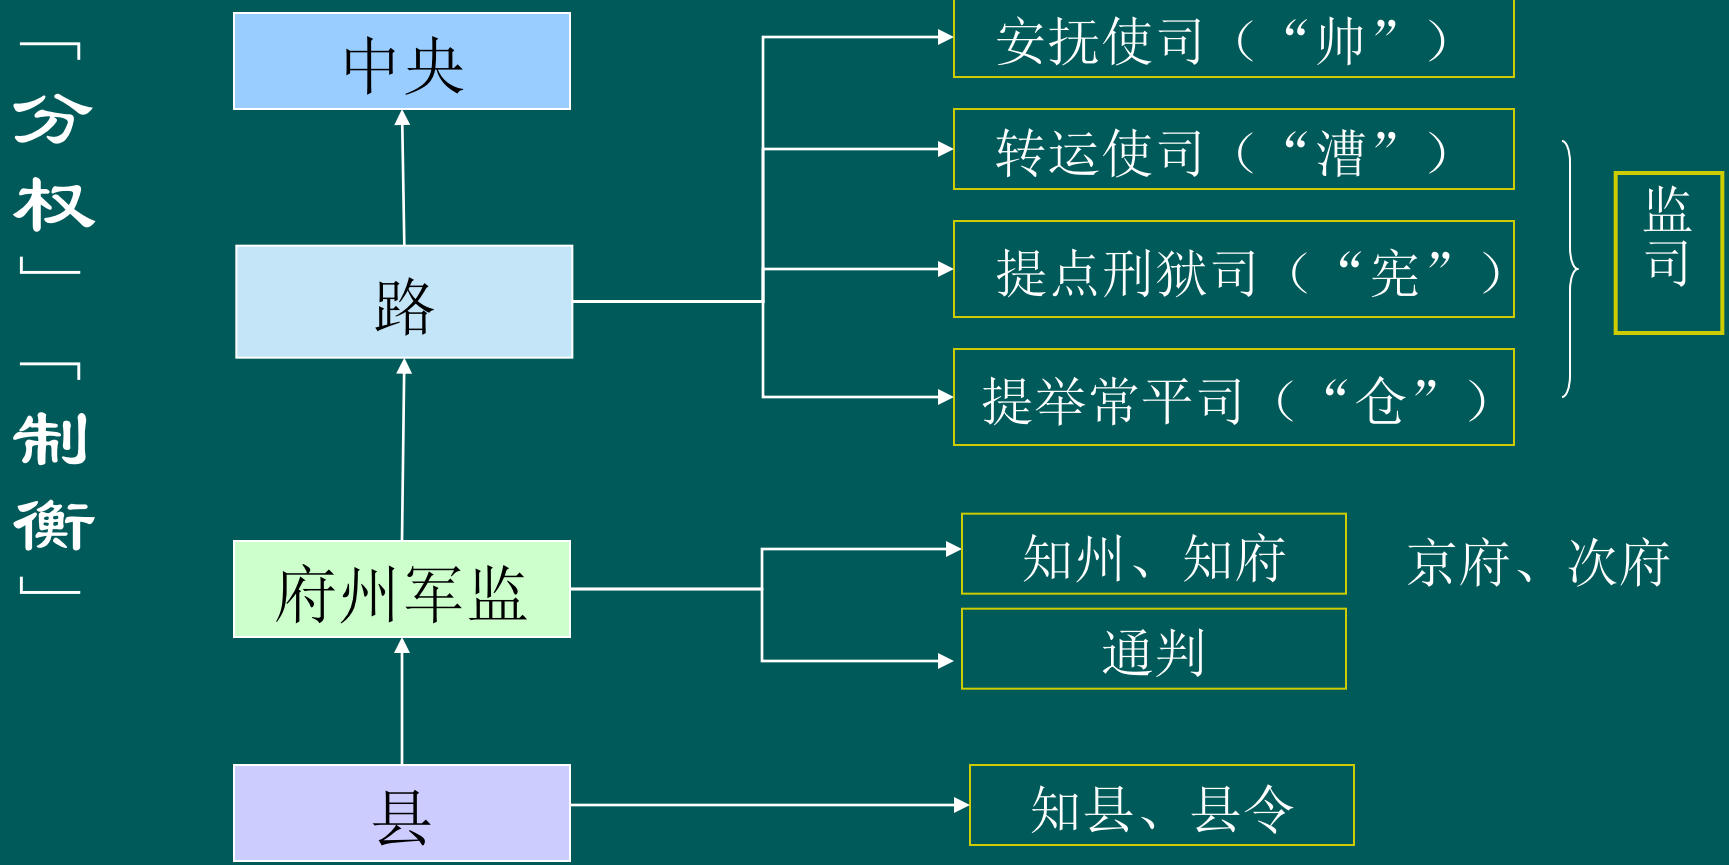 「分权」「制衡」
中央
路
府州军监
县
安抚使司（“帅”）
转运使司（“漕”）
提点刑狱司（“宪”）
提举常平司（“仓”）
监司
知州、知府
京府、次府
通判
知县、县令